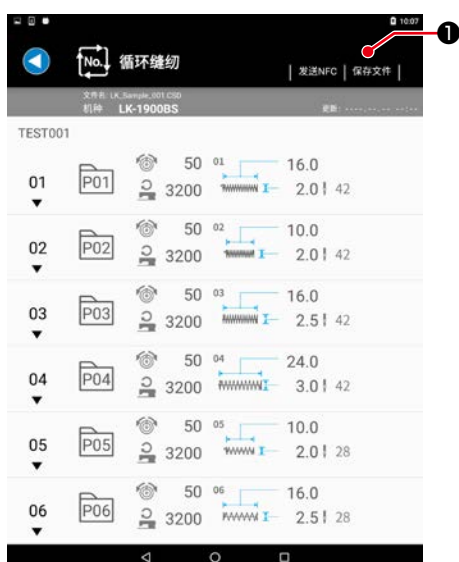 10:07
❶
No. 循环缝纫
发送NFC | 保存文件 |
文件名 LK_Sample_001.CSD
机种 LK-1900BS
更新: ----.--.-- --:--
TEST001
01 P01 50 01 16.0
3200 2.0 42
02 P02 50 02 10.0
3200 2.0 42
03 P03 50 03 16.0
3200 2.5 42
04 P04 50 04 24.0
3200 3.0 42
05 P05 50 05 10.0
3200 2.0 28
06 P06 50 06 16.0
3200 2.5 28